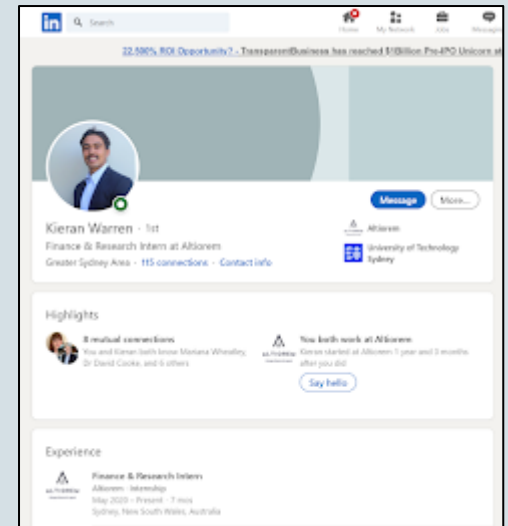 in
Search
Home My Network Jobs Messaging
22,500% ROI Opportunity? - TransparentBusiness has reached $1Billion Pre-IPO Unicorn
Message More...
Kieran Warren · 1st
Altiorem
Finance & Research Intern at Altiorem
University of Technology
Sydney
Greater Sydney Area · 115 connections · Contact info
Highlights
8 mutual connections
You and Kieran both know Mariana Wheatley,
Dr David Cooke, and 6 others
You both work at Altiorem
Kieran started at Altiorem 1 year and 3 months
after you did
Say hello
Experience
Finance & Research Intern
Altiorem · Internship
May 2020 – Present · 7 mos
Sydney, New South Wales, Australia